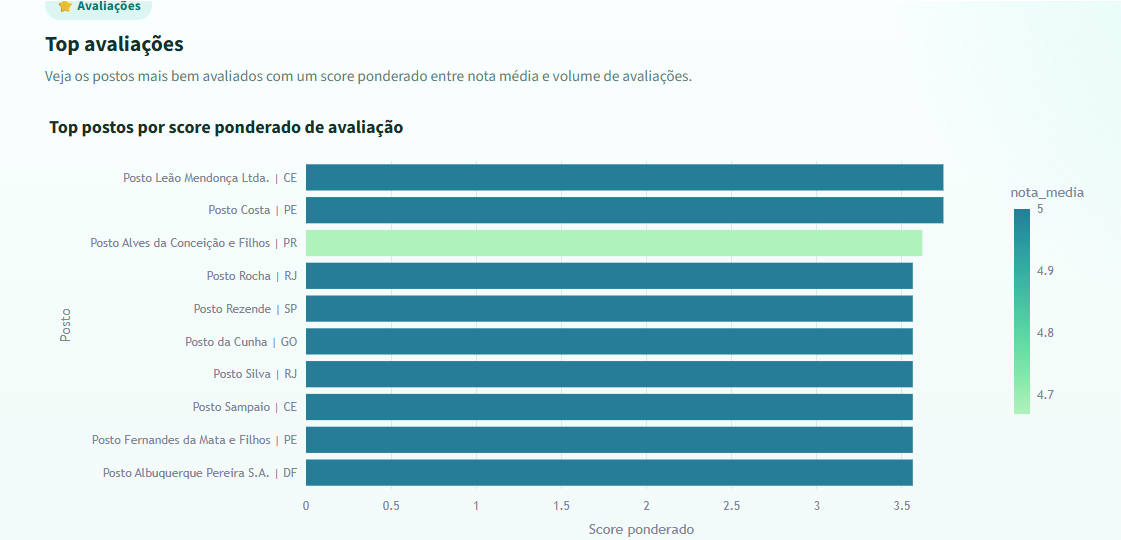 ⭐ Avaliações
Top avaliações
Veja os postos mais bem avaliados com um score ponderado entre nota média e volume de avaliações.
Top postos por score ponderado de avaliação
Posto
Posto Leão Mendonça Ltda. | CE
Posto Costa | PE
Posto Alves da Conceição e Filhos | PR
Posto Rocha | RJ
Posto Rezende | SP
Posto da Cunha | GO
Posto Silva | RJ
Posto Sampaio | CE
Posto Fernandes da Mata e Filhos | PE
Posto Albuquerque Pereira S.A. | DF
0 0.5 1 1.5 2 2.5 3 3.5
Score ponderado
nota_media
5
4.9
4.8
4.7